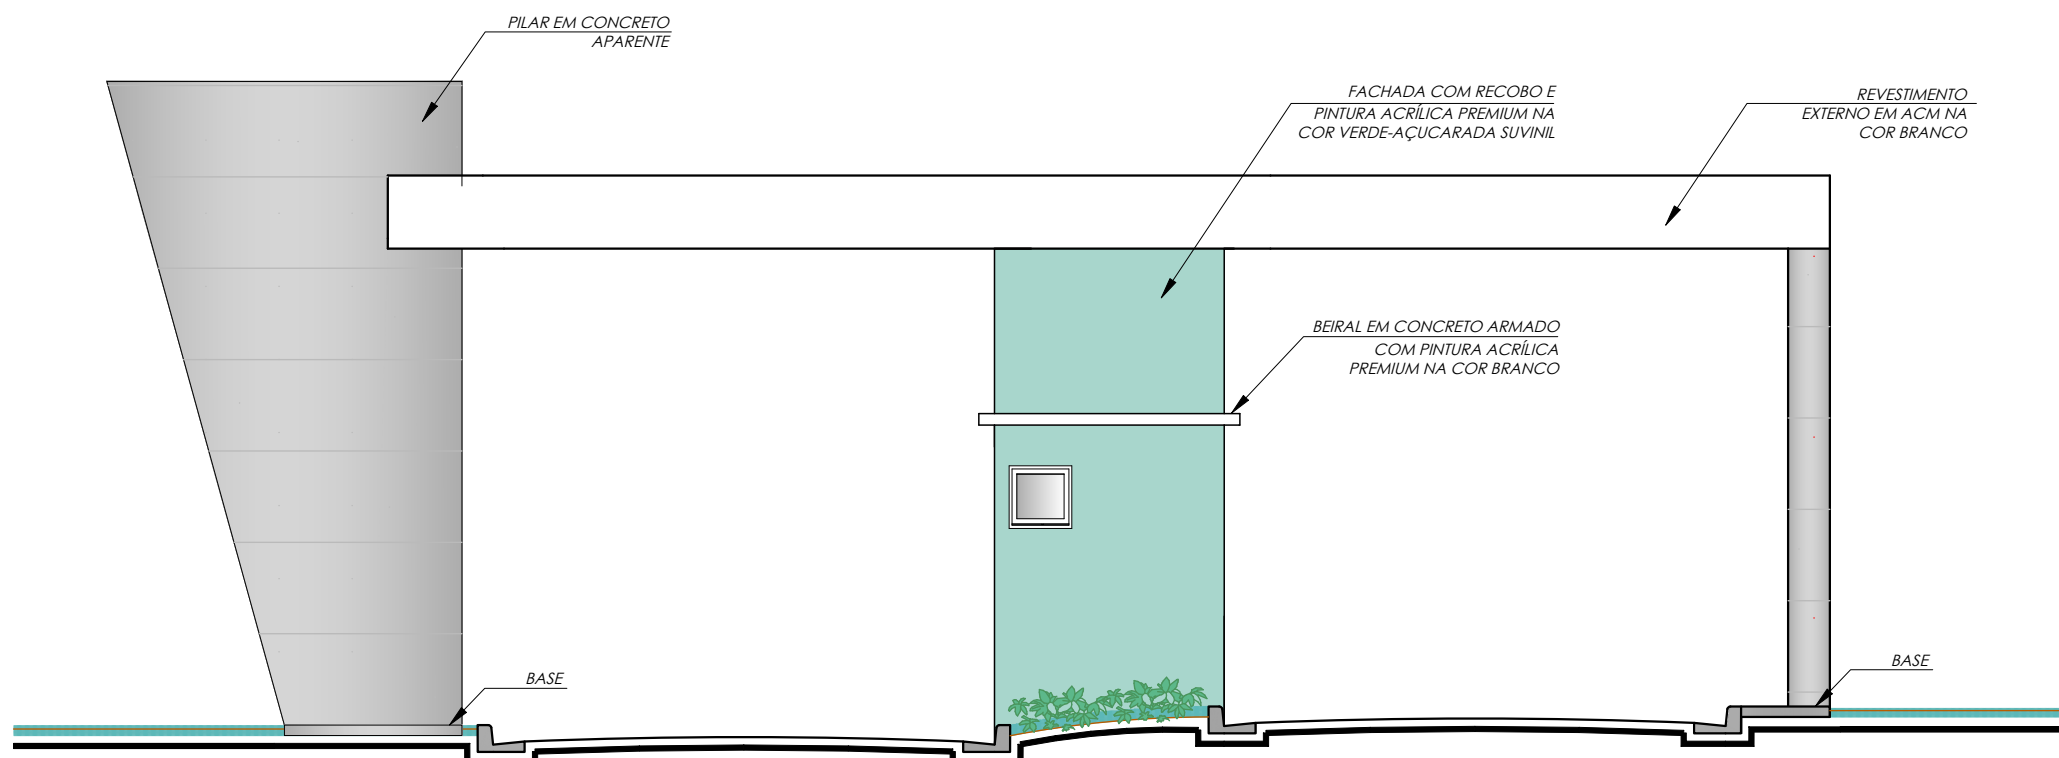 PILAR EM CONCRETO
APARENTE
FACHADA COM RECOBO E
PINTURA ACRÍLICA PREMIUM NA
COR VERDE-AÇUCARADA SUVINIL
REVESTIMENTO
EXTERNO EM ACM NA
COR BRANCO
BEIRAL EM CONCRETO ARMADO
COM PINTURA ACRÍLICA
PREMIUM NA COR BRANCO
BASE
BASE